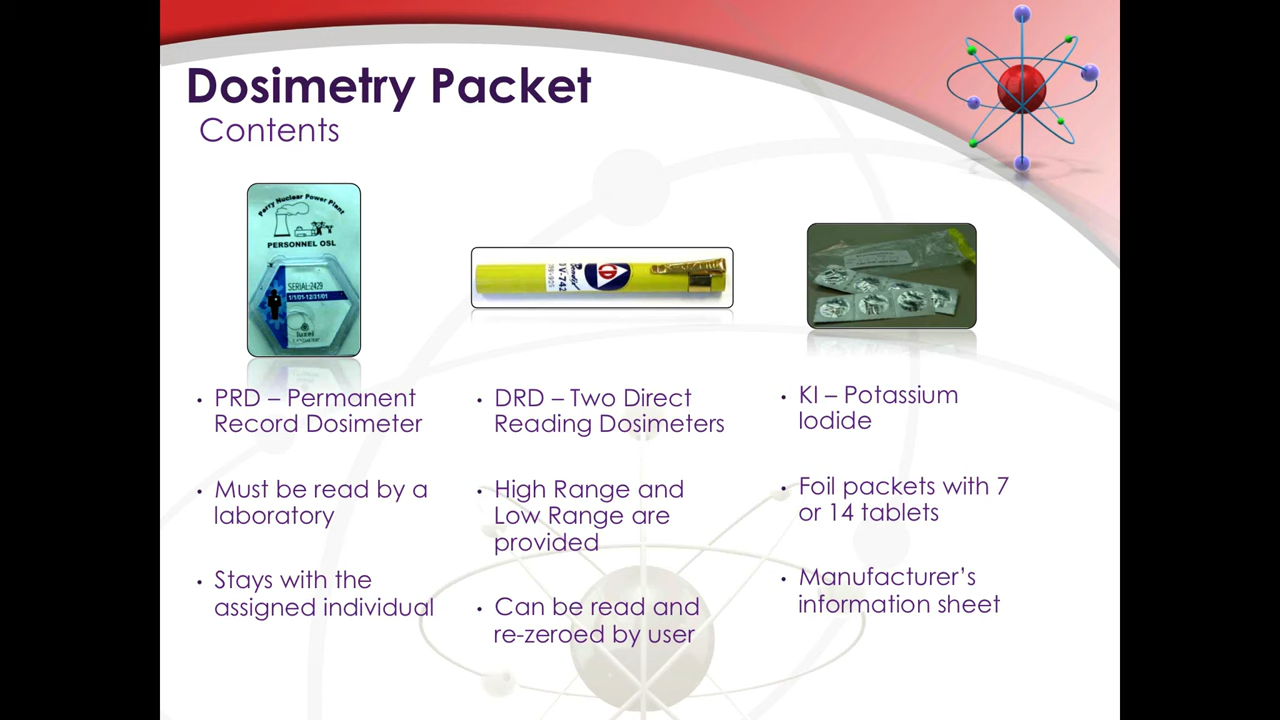 Dosimetry Packet
Contents
Perry Nuclear Power Plant
PERSONNEL OSL
SERIAL:2429
1/1/01-12/31/01
luxel
CD
V-742
• PRD – Permanent
Record Dosimeter
• Must be read by a
laboratory
• Stays with the
assigned individual
• DRD – Two Direct
Reading Dosimeters
• High Range and
Low Range are
provided
• Can be read and
re-zeroed by user
• KI – Potassium
Iodide
• Foil packets with 7
or 14 tablets
• Manufacturer’s
information sheet